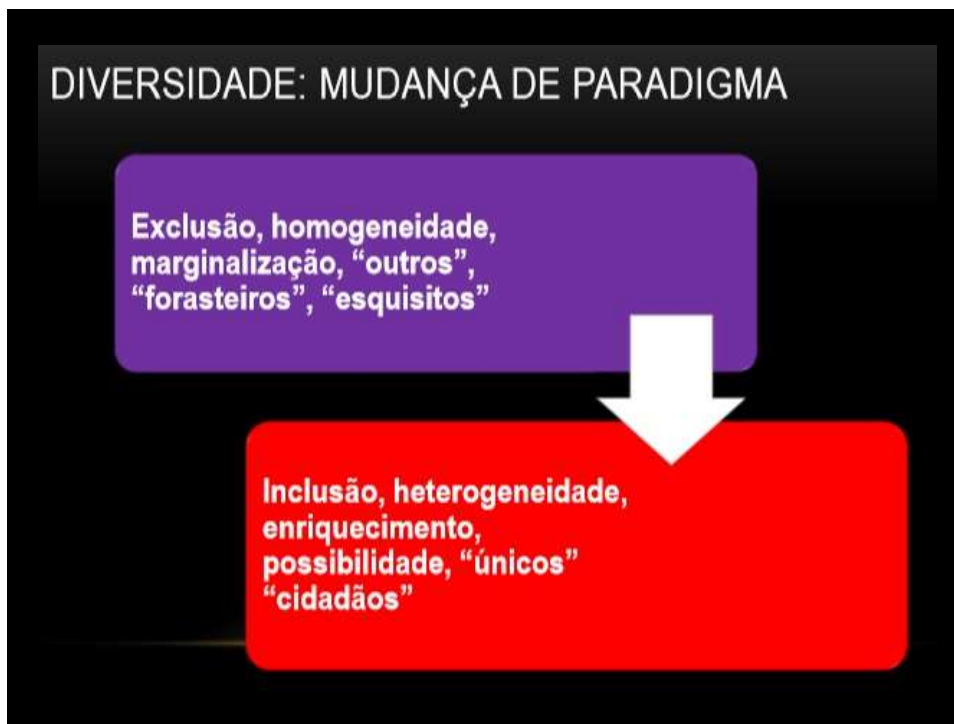 DIVERSIDADE: MUDANÇA DE PARADIGMA
Exclusão, homogeneidade,
marginalização, “outros”,
“forasteiros”, “esquisitos”
Inclusão, heterogeneidade,
enriquecimento,
possibilidade, “únicos”
“cidadãos”